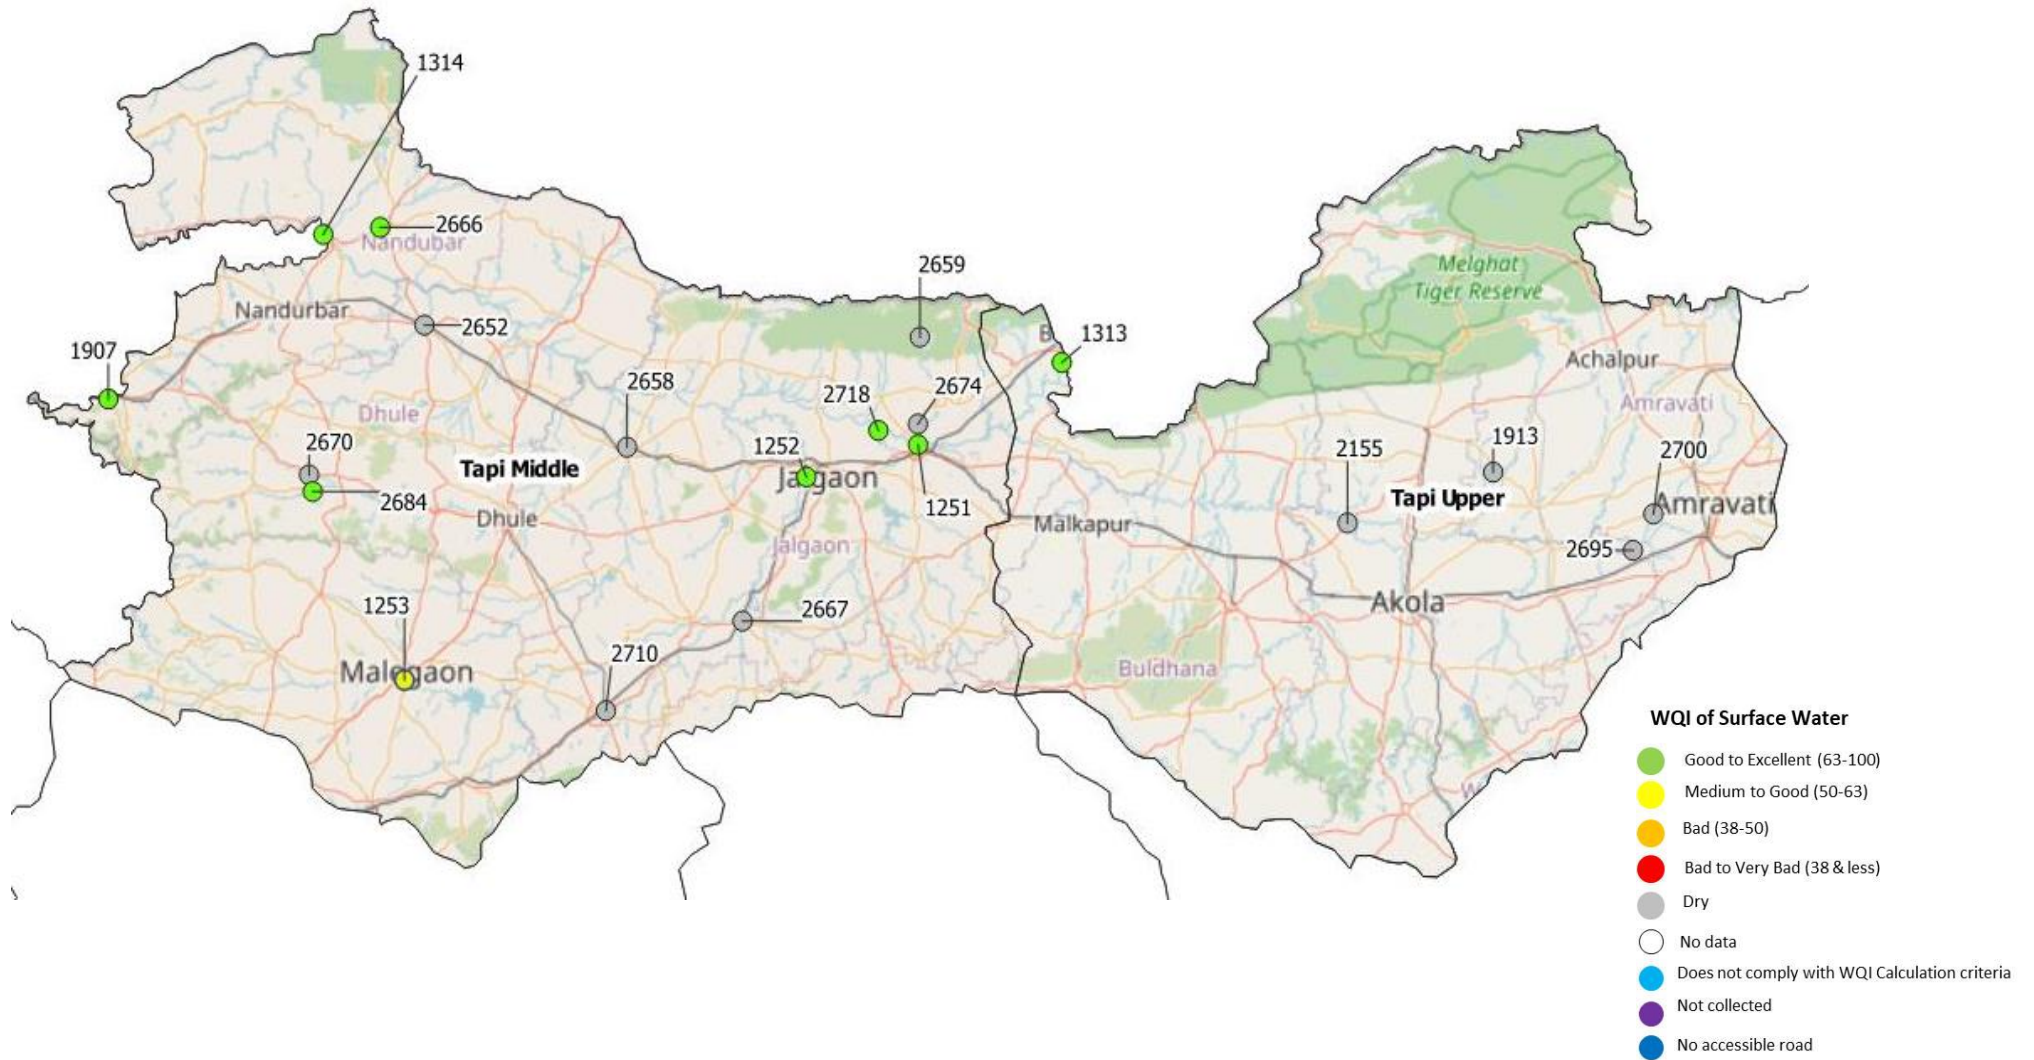 1314
2666
Nandubar
2659
Nandurbar
2652
1907
B
1313
Melghat
Tiger Reserve
Achalpur
2658
2718
2674
Amravati
Dhule
2670
1252
2155
1913
2700
Tapi Middle
Jalgaon
Tapi Upper
2684
1251
Amravati
Dhule
Malkapur
Jalgaon
2695
1253
2667
Akola
2710
Malegaon
Buldhana
W
WQI of Surface Water
Good to Excellent (63-100)
Medium to Good (50-63)
Bad (38-50)
Bad to Very Bad (38 & less)
Dry
No data
Does not comply with WQI Calculation criteria
Not collected
No accessible road